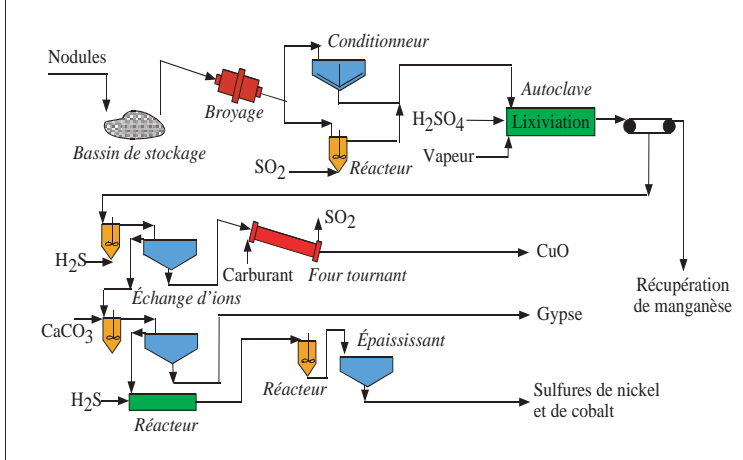 Nodules
Conditionneur
Broyage
Autoclave
H2SO4
Lixiviation
Bassin de stockage
SO2
Réacteur
Vapeur
SO2
H2S
Carburant
Four tournant
CuO
Échange d'ions
Récupération
de manganèse
CaCO3
Gypse
Épaississant
Réacteur
H2S
Réacteur
Sulfures de nickel
et de cobalt